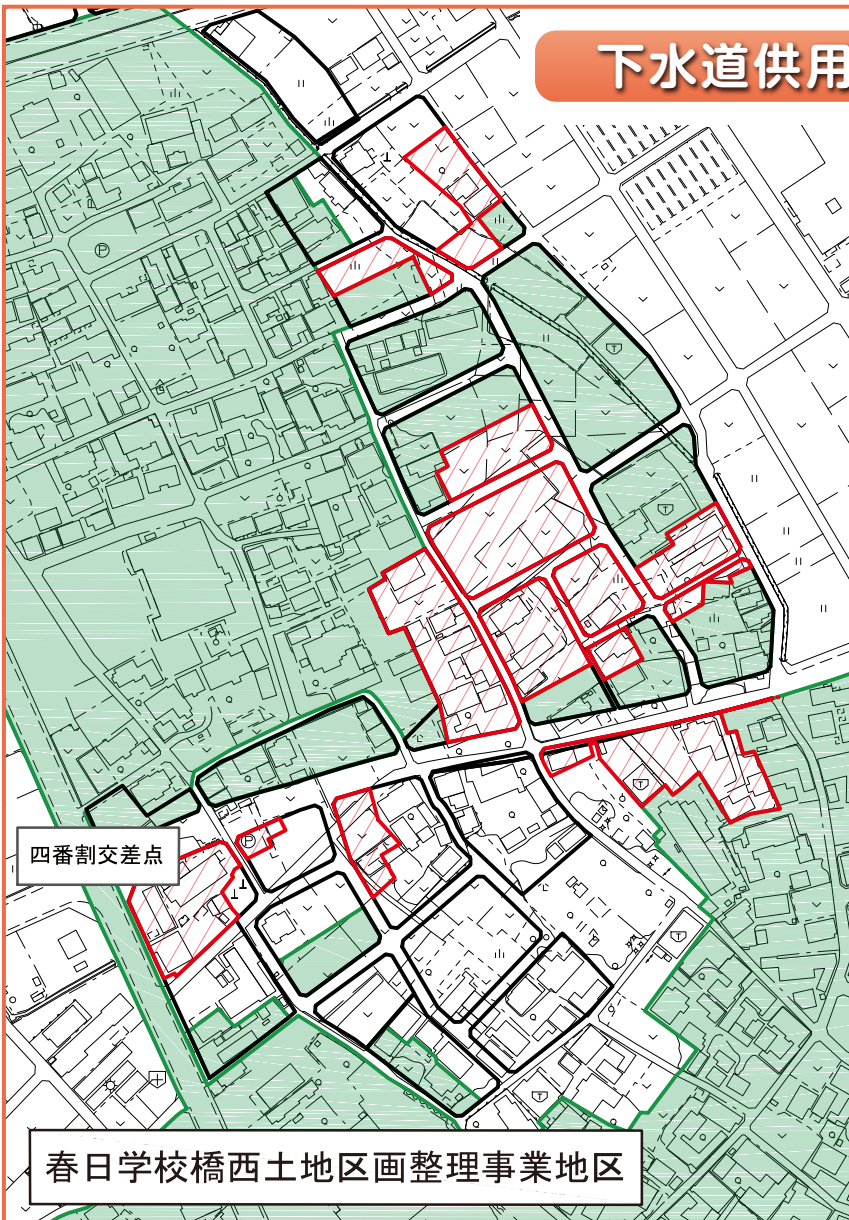 下水道供用
四番割交差点
春日学校橋西土地区画整理事業地区